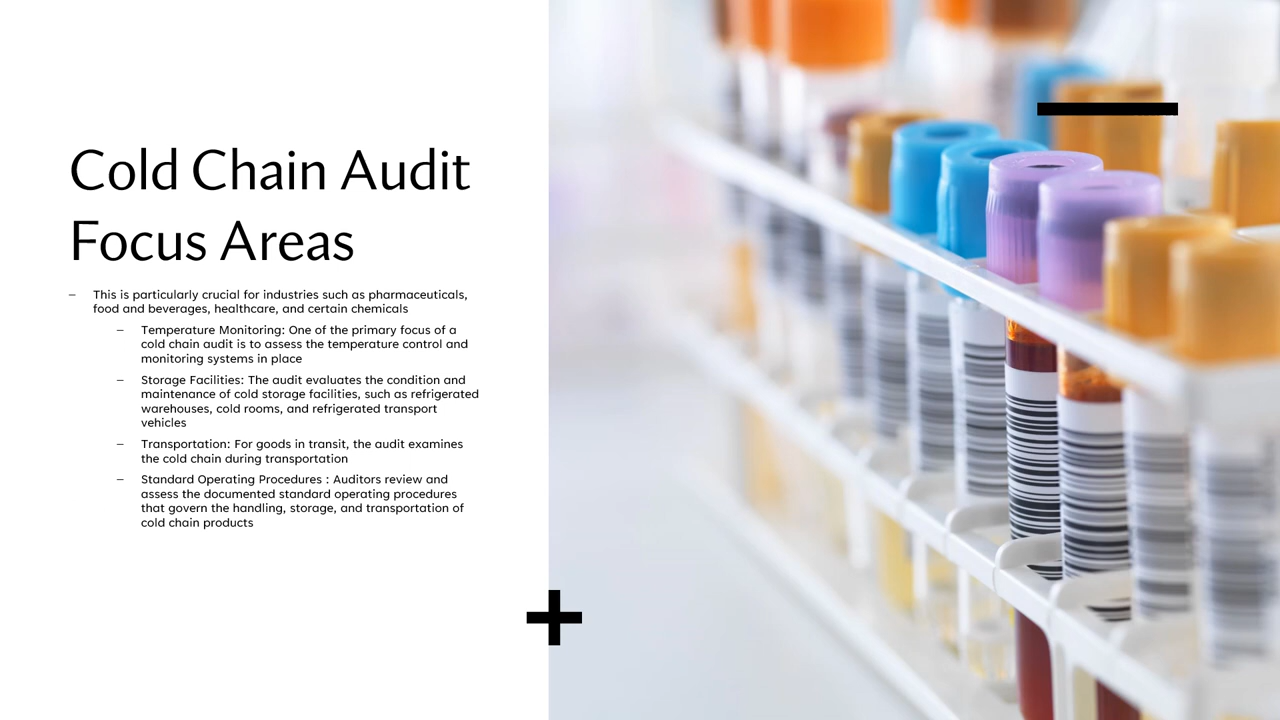 Cold Chain Audit
Focus Areas
– This is particularly crucial for industries such as pharmaceuticals,
food and beverages, healthcare, and certain chemicals
– Temperature Monitoring: One of the primary focus of a
cold chain audit is to assess the temperature control and
monitoring systems in place
– Storage Facilities: The audit evaluates the condition and
maintenance of cold storage facilities, such as refrigerated
warehouses, cold rooms, and refrigerated transport
vehicles
– Transportation: For goods in transit, the audit examines
the cold chain during transportation
– Standard Operating Procedures : Auditors review and
assess the documented standard operating procedures
that govern the handling, storage, and transportation of
cold chain products